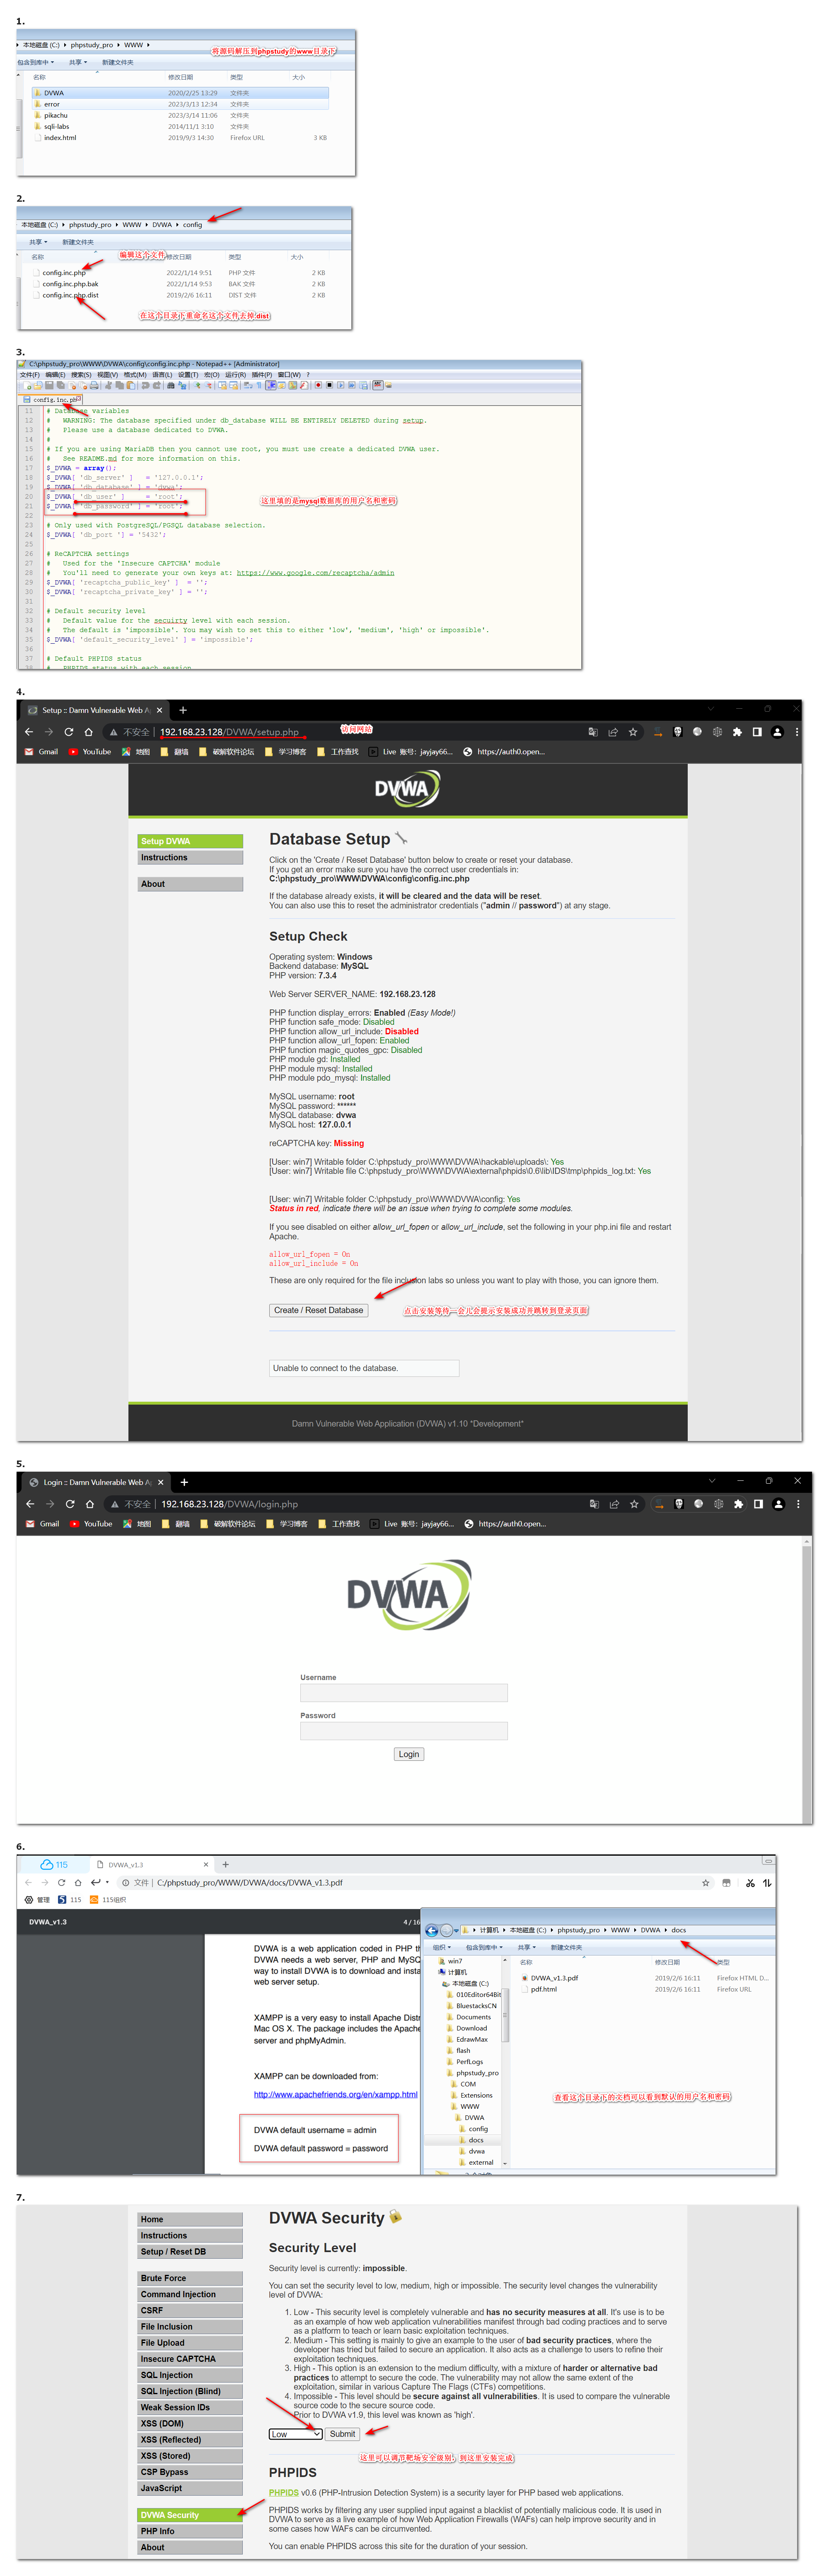 1.
本地磁盘 (C:) ▸ phpstudy_pro ▸ WWW ▸
将源码解压到phpstudy的www目录下
包含到库中 共享 新建文件夹
名称 修改日期 类型 大小
DVWA 2020/2/25 13:29 文件夹
error 2023/3/13 12:34 文件夹
pikachu 2023/3/14 11:06 文件夹
sqli-labs 2014/11/1 3:10 文件夹
index.html 2019/9/3 14:30 Firefox URL 3 KB
2.
本地磁盘 (C:) ▸ phpstudy_pro ▸ WWW ▸ DVWA ▸ config
共享 新建文件夹
名称 编辑这个文件 修改日期 类型 大小
config.inc.php 2022/1/14 9:51 PHP 文件 2 KB
config.inc.php.bak 2022/1/14 9:53 BAK 文件 2 KB
config.inc.php.dist 2019/2/6 16:11 DIST 文件 2 KB
在这个目录下重命名这个文件去掉.dist
3.
C:\phpstudy_pro\WWW\DVWA\config\config.inc.php - Notepad++ [Administrator]
文件(F) 编辑(E) 搜索(S) 视图(V) 格式(M) 语言(L) 设置(T) 宏(O) 运行(R) 插件(P) 窗口(W) ?
config.inc.php
11 # Database variables
12 # WARNING: The database specified under db_database WILL BE ENTIRELY DELETED during setup.
13 # Please use a database dedicated to DVWA.
14 #
15 # If you are using MariaDB then you cannot use root, you must use create a dedicated DVWA user.
16 # See README.md for more information on this.
17 $_DVWA = array();
18 $_DVWA[ 'db_server' ] = '127.0.0.1';
19 $_DVWA[ 'db_database' ] = 'dvwa';
20 $_DVWA[ 'db_user' ] = 'root';
21 $_DVWA[ 'db_password' ] = 'root';
这里填的是mysql数据库的用户名和密码
22
23 # Only used with PostgreSQL/PGSQL database selection.
24 $_DVWA[ 'db_port '] = '5432';
25
26 # ReCAPTCHA settings
27 # Used for the 'Insecure CAPTCHA' module
28 # You'll need to generate your own keys at: https://www.google.com/recaptcha/admin
29 $_DVWA[ 'recaptcha_public_key' ] = '';
30 $_DVWA[ 'recaptcha_private_key' ] = '';
31
32 # Default security level
33 # Default value for the secuirty level with each session.
34 # The default is 'impossible'. You may wish to set this to either 'low', 'medium', 'high' or impossible'.
35 $_DVWA[ 'default_security_level' ] = 'impossible';
36
37 # Default PHPIDS status
38 # PHPIDS status with each session
4.
Setup :: Damn Vulnerable Web A
不安全 | 192.168.23.128/DVWA/setup.php
访问网站
Gmail YouTube 地图 翻墙 破解软件论坛 学习博客 工作查找 Live 账号：jayjay66... https://auth0.open...
DVWA
Setup DVWA
Instructions
About
Database Setup
Click on the 'Create / Reset Database' button below to create or reset your database.
If you get an error make sure you have the correct user credentials in:
C:\phpstudy_pro\WWW\DVWA\config\config.inc.php
If the database already exists, it will be cleared and the data will be reset.
You can also use this to reset the administrator credentials ("admin // password") at any stage.
Setup Check
Operating system: Windows
Backend database: MySQL
PHP version: 7.3.4
Web Server SERVER_NAME: 192.168.23.128
PHP function display_errors: Enabled (Easy Mode!)
PHP function safe_mode: Disabled
PHP function allow_url_include: Disabled
PHP function allow_url_fopen: Enabled
PHP function magic_quotes_gpc: Disabled
PHP module gd: Installed
PHP module mysql: Installed
PHP module pdo_mysql: Installed
MySQL username: root
MySQL password: ******
MySQL database: dvwa
MySQL host: 127.0.0.1
reCAPTCHA key: Missing
[User: win7] Writable folder C:\phpstudy_pro\WWW\DVWA\hackable\uploads\: Yes
[User: win7] Writable file C:\phpstudy_pro\WWW\DVWA\external\phpids\0.6\lib\IDS\tmp\phpids_log.txt: Yes
[User: win7] Writable folder C:\phpstudy_pro\WWW\DVWA\config: Yes
Status in red, indicate there will be an issue when trying to complete some modules.
If you see disabled on either allow_url_fopen or allow_url_include, set the following in your php.ini file and restart
Apache.
allow_url_fopen = On
allow_url_include = On
These are only required for the file inclusion labs so unless you want to play with those, you can ignore them.
Create / Reset Database
点击安装等待一会儿会提示安装成功并跳转到登录页面
Unable to connect to the database.
Damn Vulnerable Web Application (DVWA) v1.10 *Development*
5.
Login :: Damn Vulnerable Web A
不安全 | 192.168.23.128/DVWA/login.php
Gmail YouTube 地图 翻墙 破解软件论坛 学习博客 工作查找 Live 账号：jayjay66... https://auth0.open...
DVWA
Username
Password
Login
6.
115 DVWA_v1.3
文件 | C:/phpstudy_pro/WWW/DVWA/docs/DVWA_v1.3.pdf
管理 115 115组织
DVWA_v1.3 4 / 16
DVWA is a web application coded in PHP th
DVWA needs a web server, PHP and MySQ
way to install DVWA is to download and insta
web server setup.
XAMPP is a very easy to install Apache Distr
Mac OS X. The package includes the Apache
server and phpMyAdmin.
XAMPP can be downloaded from:
http://www.apachefriends.org/en/xampp.html
DVWA default username = admin
DVWA default password = password
▸ 计算机 ▸ 本地磁盘 (C:) ▸ phpstudy_pro ▸ WWW ▸ DVWA ▸ docs
组织 包含到库中 共享 新建文件夹
win7
计算机
本地磁盘 (C:)
010Editor64Bit
BluestacksCN
Documents
Download
EdrawMax
flash
PerfLogs
phpstudy_pro
COM
Extensions
WWW
DVWA
config
docs
dvwa
external
名称 修改日期 类型
DVWA_v1.3.pdf 2019/2/6 16:11 Firefox HTML D...
pdf.html 2019/2/6 16:11 Firefox URL
查看这个目录下的文档可以看到默认的用户名和密码
7.
Home
Instructions
Setup / Reset DB
Brute Force
Command Injection
CSRF
File Inclusion
File Upload
Insecure CAPTCHA
SQL Injection
SQL Injection (Blind)
Weak Session IDs
XSS (DOM)
XSS (Reflected)
XSS (Stored)
CSP Bypass
JavaScript
DVWA Security
PHP Info
About
DVWA Security
Security Level
Security level is currently: impossible.
You can set the security level to low, medium, high or impossible. The security level changes the vulnerability
level of DVWA:
1. Low - This security level is completely vulnerable and has no security measures at all. It's use is to be
as an example of how web application vulnerabilities manifest through bad coding practices and to serve
as a platform to teach or learn basic exploitation techniques.
2. Medium - This setting is mainly to give an example to the user of bad security practices, where the
developer has tried but failed to secure an application. It also acts as a challenge to users to refine their
exploitation techniques.
3. High - This option is an extension to the medium difficulty, with a mixture of harder or alternative bad
practices to attempt to secure the code. The vulnerability may not allow the same extent of the
exploitation, similar in various Capture The Flags (CTFs) competitions.
4. Impossible - This level should be secure against all vulnerabilities. It is used to compare the vulnerable
source code to the secure source code.
Prior to DVWA v1.9, this level was known as 'high'.
Low Submit
这里可以调节靶场安全级别，到这里安装完成
PHPIDS
PHPIDS v0.6 (PHP-Intrusion Detection System) is a security layer for PHP based web applications.
PHPIDS works by filtering any user supplied input against a blacklist of potentially malicious code. It is used in
DVWA to serve as a live example of how Web Application Firewalls (WAFs) can help improve security and in
some cases how WAFs can be circumvented.
You can enable PHPIDS across this site for the duration of your session.